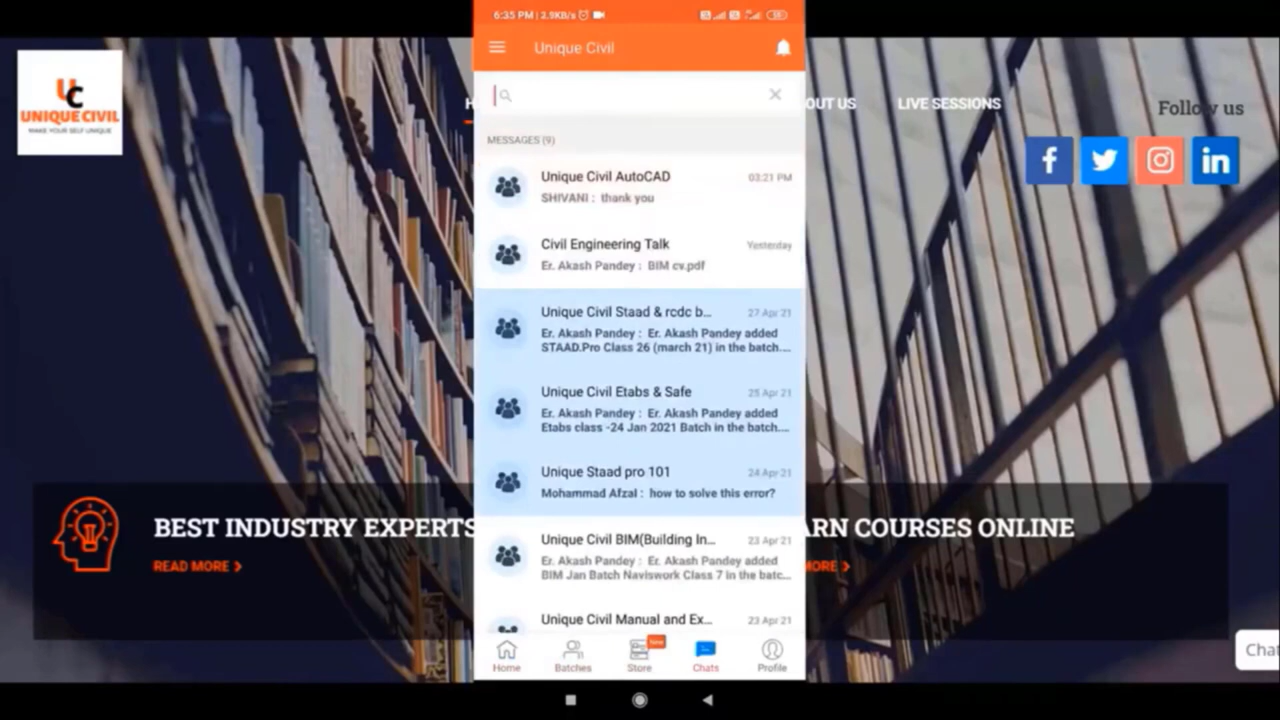 6:35 PM | 3.9KB/s
Unique Civil
UC
UNIQUE CIVIL
MAKE YOUR SELF UNIQUE
H
OUT US
LIVE SESSIONS
Follow us
MESSAGES (9)
Unique Civil AutoCAD
03:21 PM
SHIVANI : thank you
Civil Engineering Talk
Yesterday
Er. Akash Pandey : BIM cv.pdf
Unique Civil Staad & rcdc b...
27 Apr 21
Er. Akash Pandey : Er. Akash Pandey added
STAAD.Pro Class 26 (march 21) in the batch....
Unique Civil Etabs & Safe
25 Apr 21
Er. Akash Pandey : Er. Akash Pandey added
Etabs class -24 Jan 2021 Batch in the batch....
Unique Staad pro 101
24 Apr 21
Mohammad Afzal : how to solve this error?
BEST INDUSTRY EXPERTS
ARN COURSES ONLINE
READ MORE
MORE
Unique Civil BIM(Building In...
23 Apr 21
Er. Akash Pandey : Er. Akash Pandey added
BIM Jan Batch Naviswork Class 7 in the batc...
Unique Civil Manual and Ex...
23 Apr 21
New
Home
Batches
Store
Chats
Profile
Chat